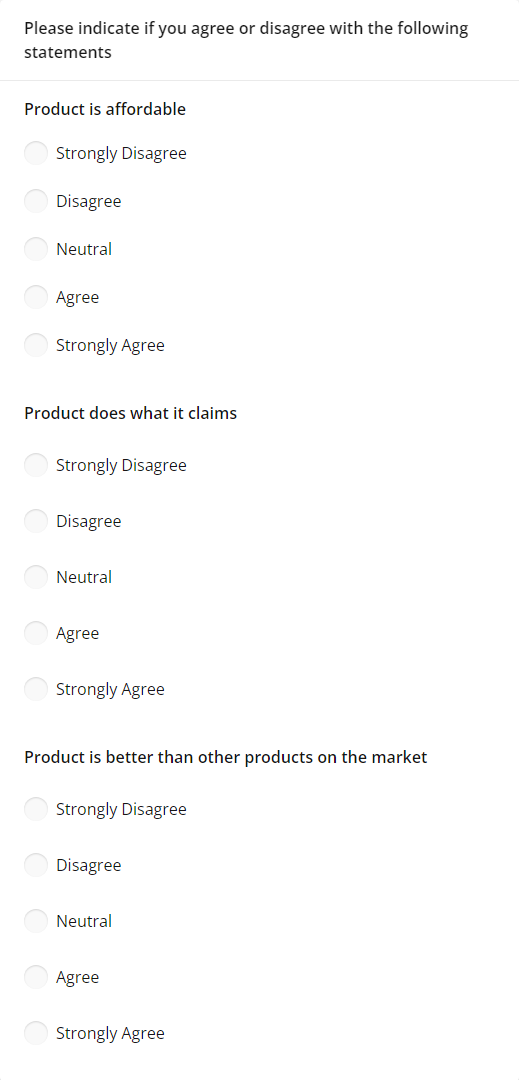 Please indicate if you agree or disagree with the following
statements
Product is affordable
Strongly Disagree
Disagree
Neutral
Agree
Strongly Agree
Product does what it claims
Strongly Disagree
Disagree
Neutral
Agree
Strongly Agree
Product is better than other products on the market
Strongly Disagree
Disagree
Neutral
Agree
Strongly Agree